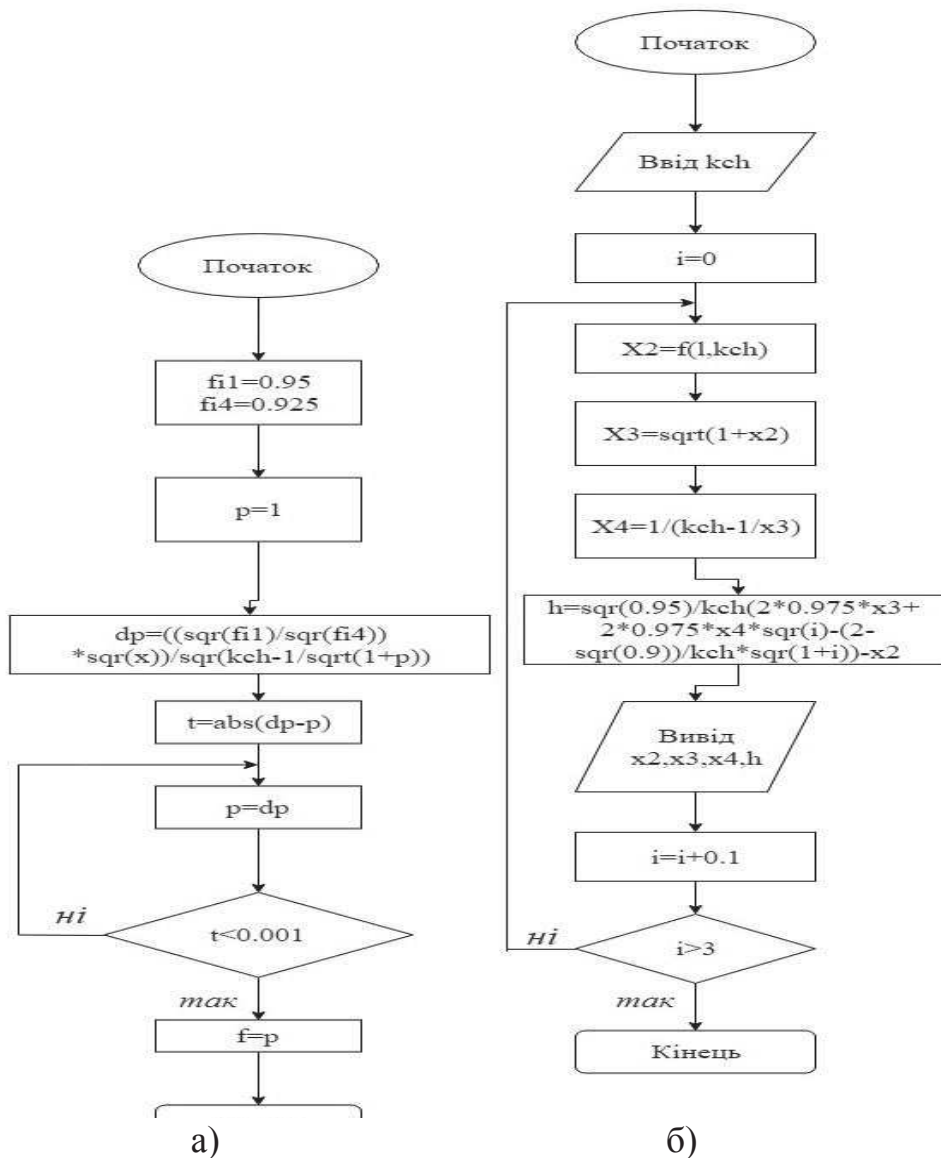 Початок
fi1=0.95
fi4=0.925
p=1
dp=((sqr(fi1)/sqr(fi4))
*sqr(x))/sqr(kch-1/sqrt(1+p))
t=abs(dp-p)
p=dp
ні
t<0.001
так
f=p
а)
Початок
Ввід kch
i=0
X2=f(l,kch)
X3=sqrt(1+x2)
X4=1/(kch-1/x3)
h=sqr(0.95)/kch(2*0.975*x3+
2*0.975*x4*sqr(i)-(2-
sqr(0.9))/kch*sqr(1+i))-x2
Вивід
x2,x3,x4,h
i=i+0.1
ні
i>3
так
Кінець
б)